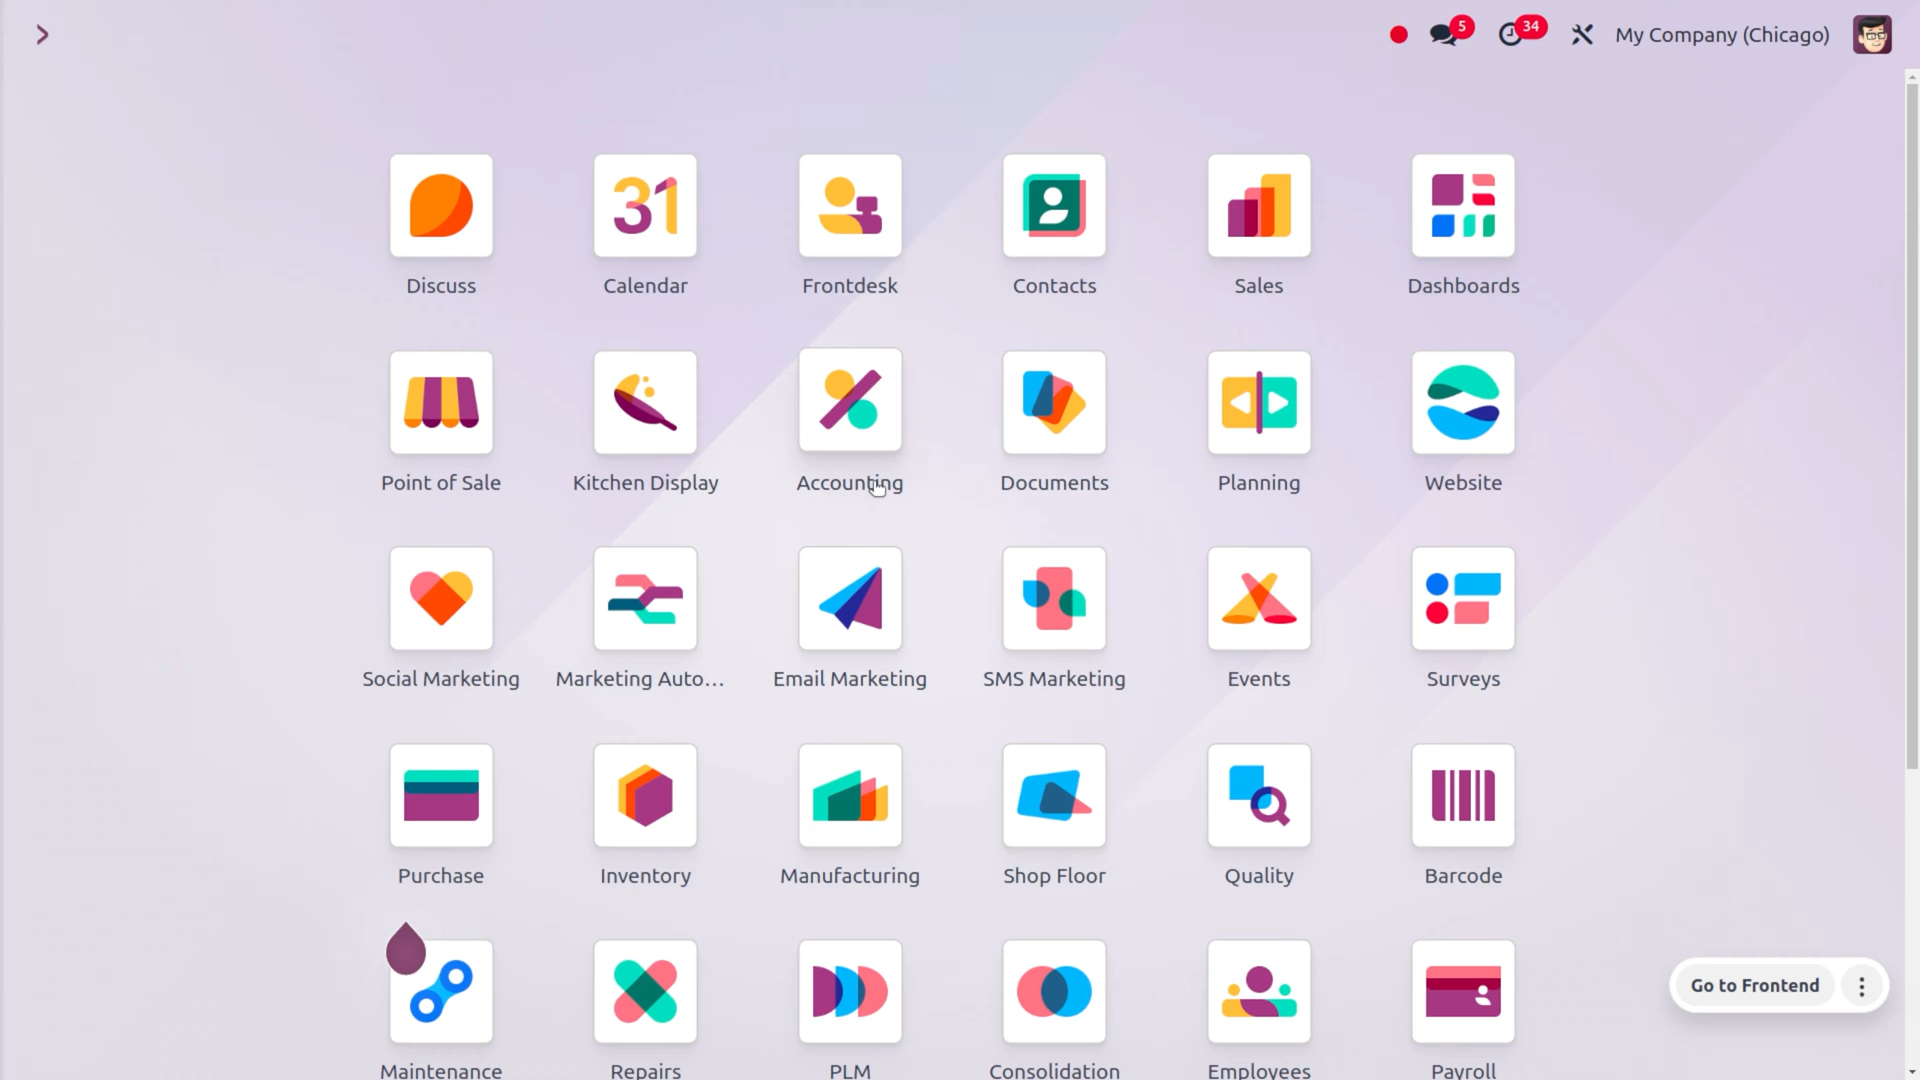 5
34
My Company (Chicago)
31
Discuss
Calendar
Frontdesk
Contacts
Sales
Dashboards
Point of Sale
Kitchen Display
Accounting
Documents
Planning
Website
Social Marketing
Marketing Auto...
Email Marketing
SMS Marketing
Events
Surveys
Purchase
Inventory
Manufacturing
Shop Floor
Quality
Barcode
Go to Frontend
Maintenance
Repairs
PLM
Consolidation
Employees
Payroll